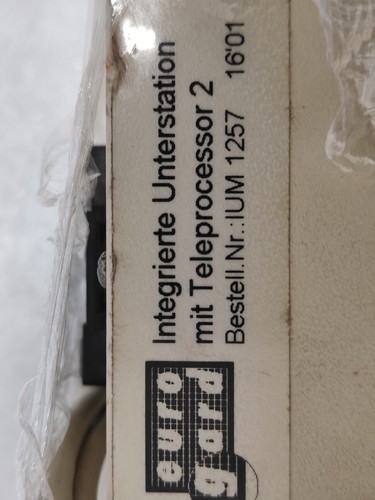 euro
gard
Integrierte Unterstation
mit Teleprocessor 2
Bestell.Nr.:IUM 1257 16'01